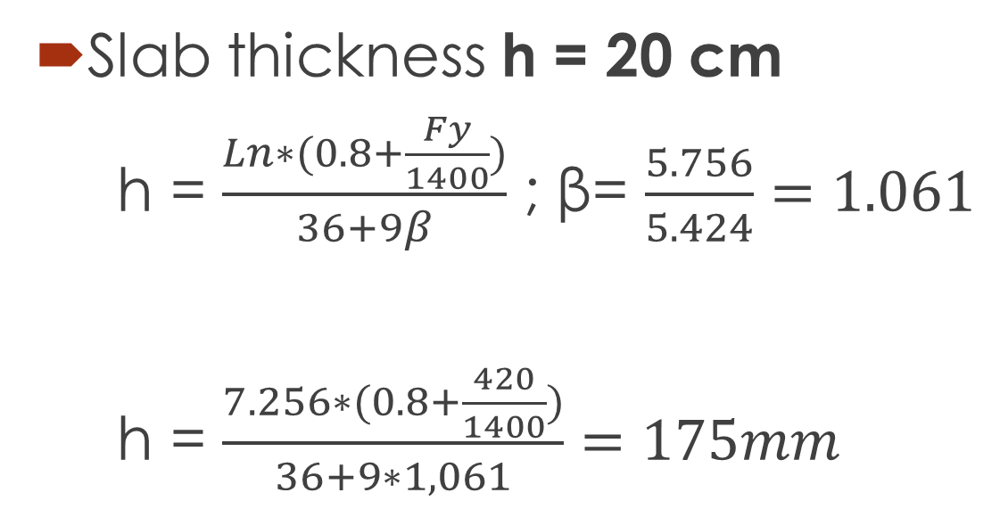 Slab thickness h = 20 cm
h = Ln*(0.8+Fy/1400)/36+9β ; β= 5.756/5.424 = 1.061
h = 7.256*(0.8+420/1400)/36+9*1,061 = 175mm